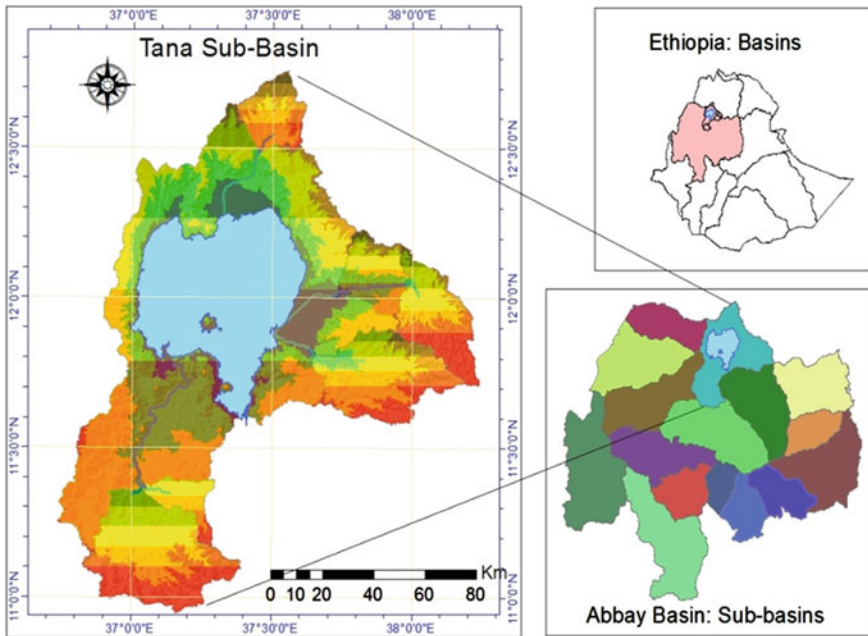 37°0'0"E 37°30'0"E 38°0'0"E
Tana Sub-Basin
12°30'0"N 12°30'0"N
12°0'0"N 12°0'0"N
11°30'0"N 11°30'0"N
11°0'0"N 11°0'0"N
Km
0 10 20 40 60 80
37°0'0"E 37°30'0"E 38°0'0"E
Ethiopia: Basins
Abbay Basin: Sub-basins